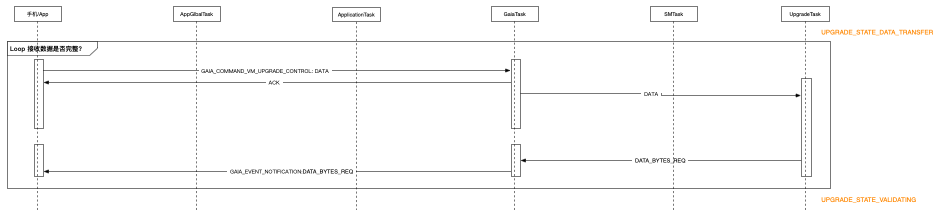 手机/App
AppGlbalTask
ApplicationTask
GaiaTask
SMTask
UpgradeTask
UPGRADE_STATE_DATA_TRANSFER
Loop 接收数据是否完整?
GAIA_COMMAND_VM_UPGRADE_CONTROL: DATA
ACK
DATA
DATA_BYTES_REQ
GAIA_EVENT_NOTIFICATION:DATA_BYTES_REQ
UPGRADE_STATE_VALIDATING